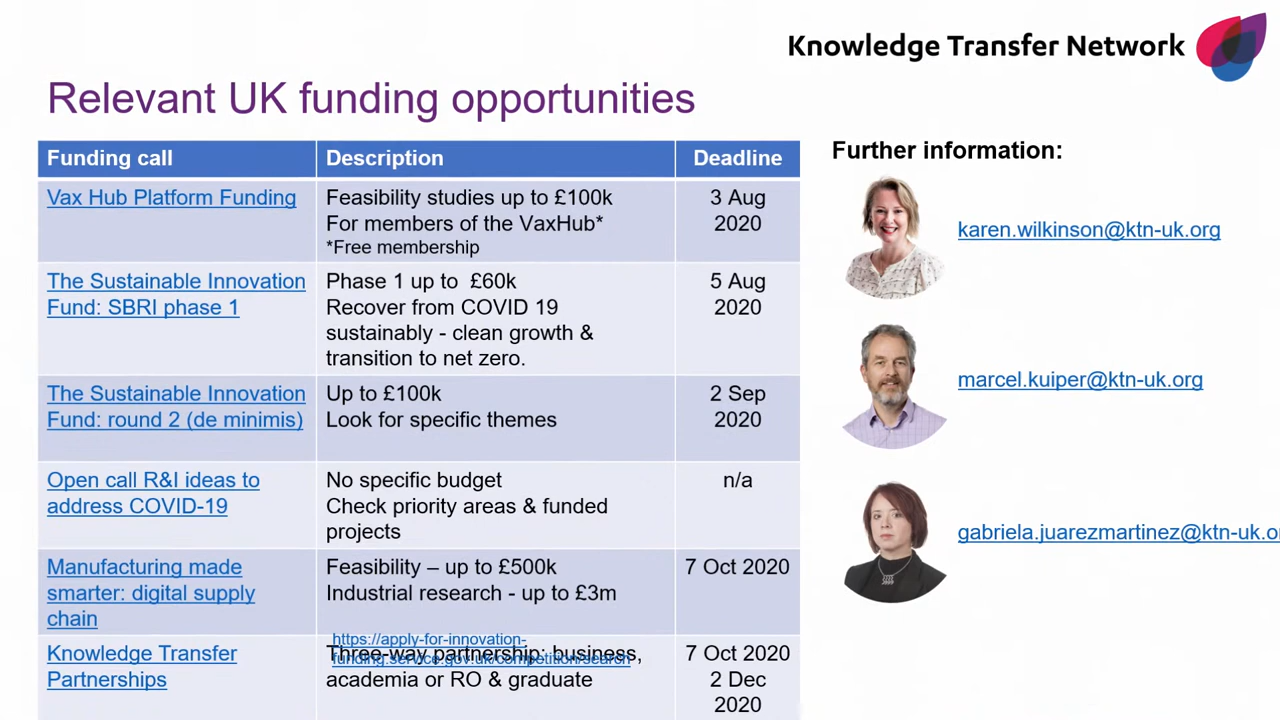 Knowledge Transfer Network
Relevant UK funding opportunities
Funding call
Description
Deadline
Vax Hub Platform Funding
Feasibility studies up to £100k
For members of the VaxHub*
*Free membership
3 Aug
2020
The Sustainable Innovation
Fund: SBRI phase 1
Phase 1 up to £60k
Recover from COVID 19
sustainably - clean growth &
transition to net zero.
5 Aug
2020
The Sustainable Innovation
Fund: round 2 (de minimis)
Up to £100k
Look for specific themes
2 Sep
2020
Open call R&I ideas to
address COVID-19
No specific budget
Check priority areas & funded
projects
n/a
Manufacturing made
smarter: digital supply
chain
Feasibility – up to £500k
Industrial research - up to £3m
7 Oct 2020
Knowledge Transfer
Partnerships
https://apply-for-innovation-
funding.service.gov.uk/competition/search
Three-way partnership: business,
academia or RO & graduate
7 Oct 2020
2 Dec
2020
Further information:
karen.wilkinson@ktn-uk.org
marcel.kuiper@ktn-uk.org
gabriela.juarezmartinez@ktn-uk.o